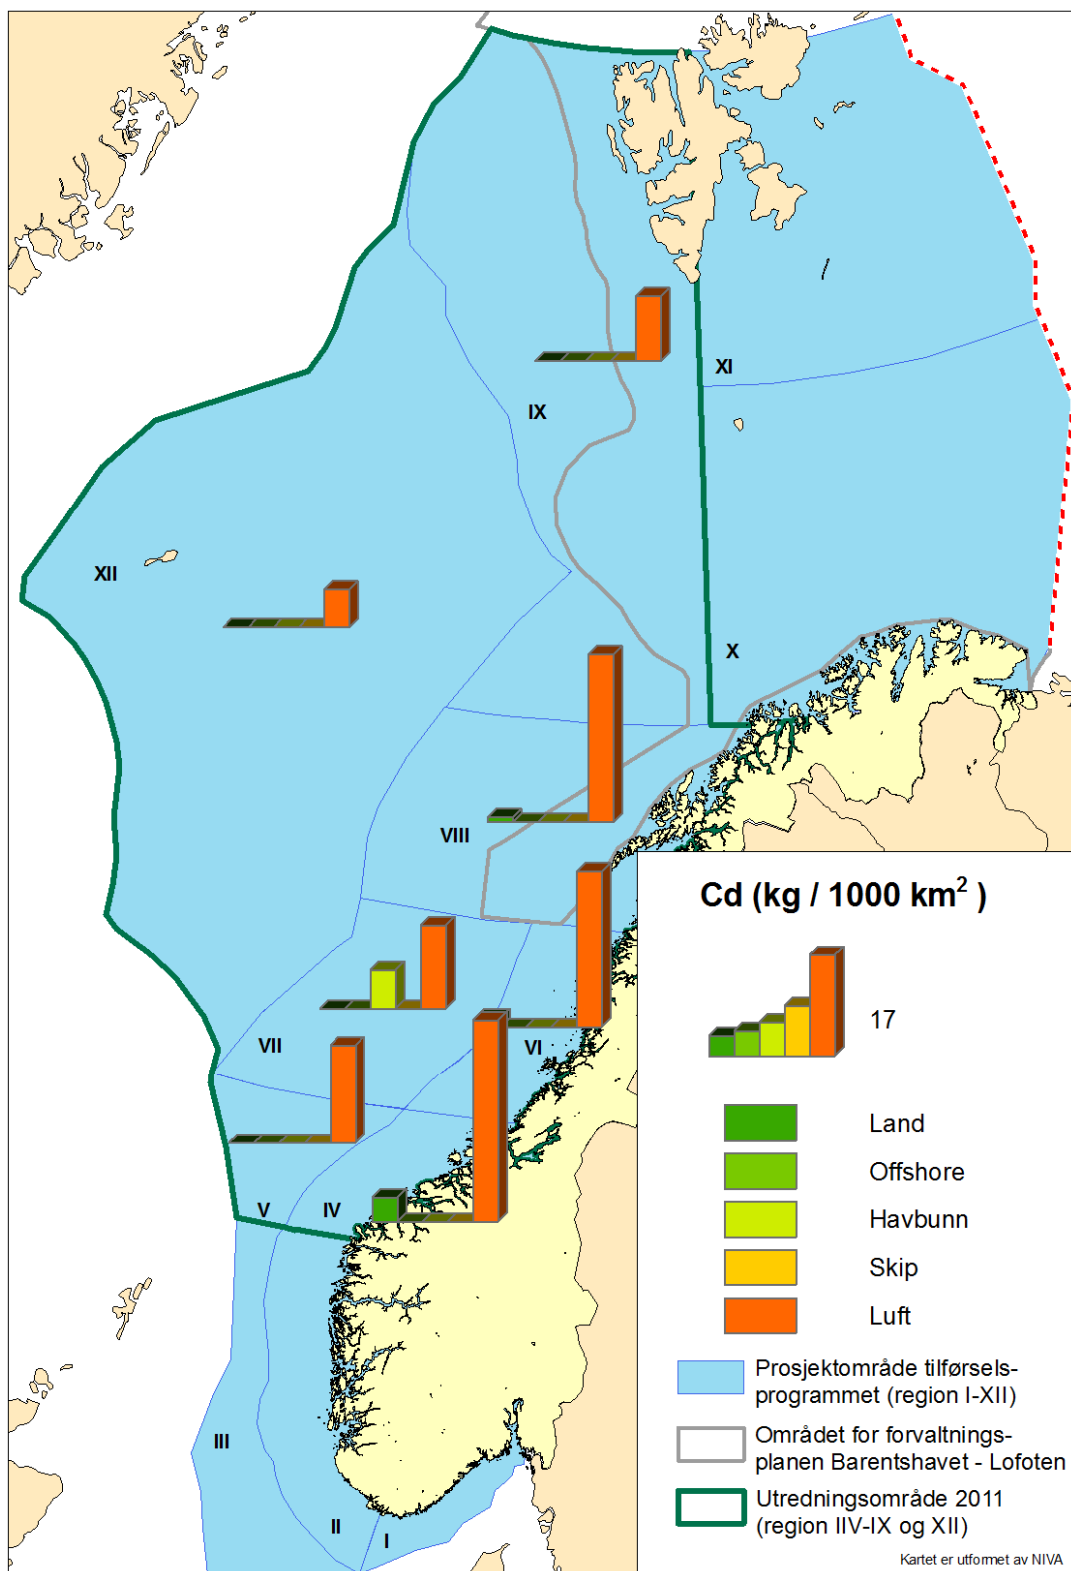 XI
IX
XII
X
VIII
VII
VI
V
IV
III
II
I
Cd (kg / 1000 km²)
17
Land
Offshore
Havbunn
Skip
Luft
Prosjektområde tilførsels-
programmet (region I-XII)
Området for forvaltnings-
planen Barentshavet - Lofoten
Utredningsområde 2011
(region IIV-IX og XII)
Kartet er utformet av NIVA